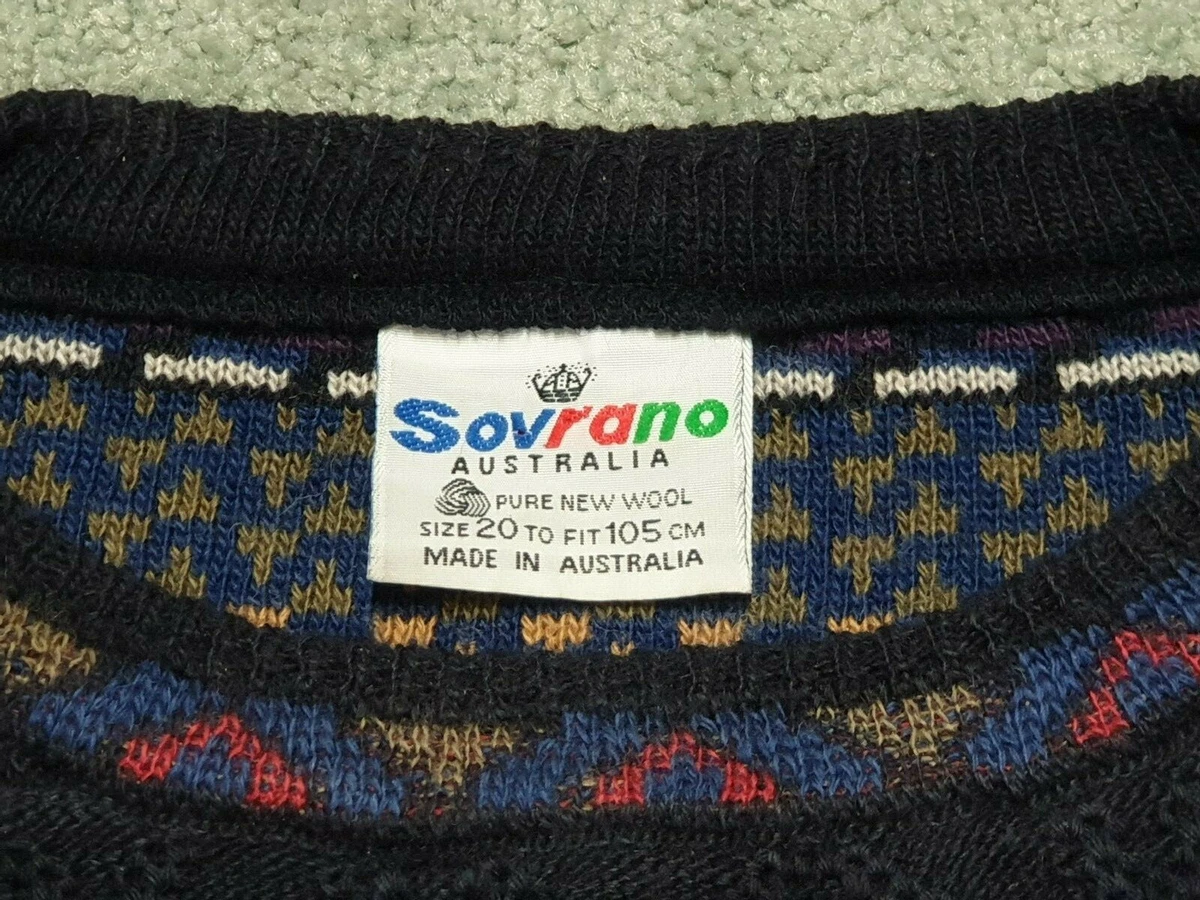 Sovrano
AUSTRALIA
PURE NEW WOOL
SIZE 20 TO FIT 105 CM
MADE IN AUSTRALIA